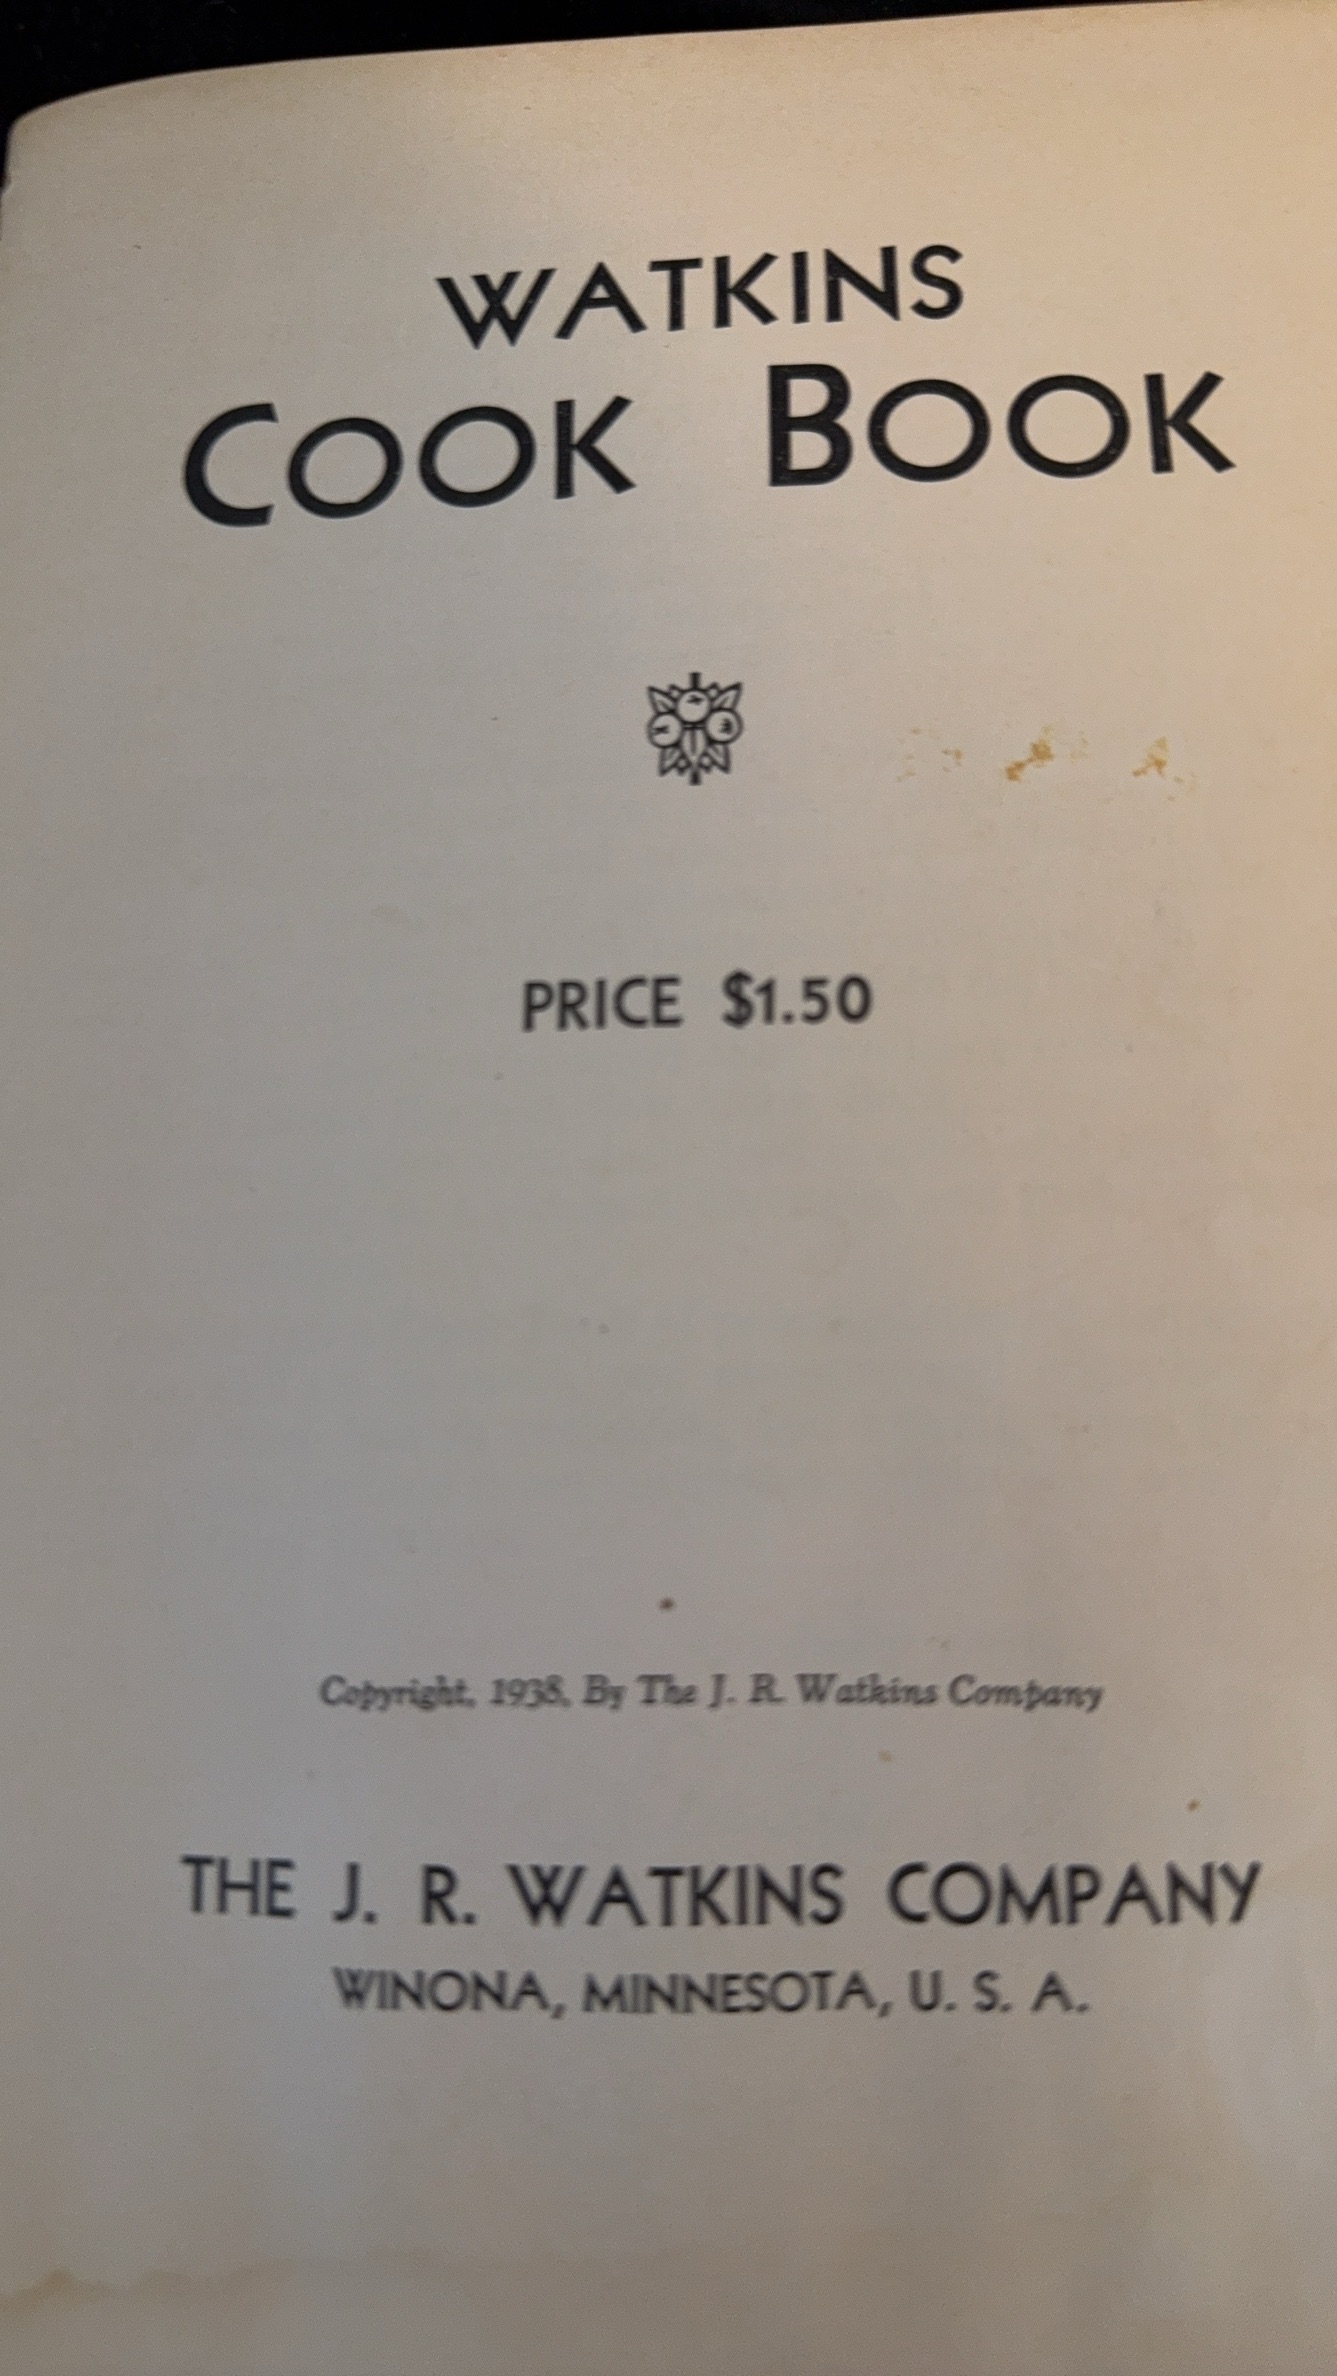 WATKINS
COOK BOOK
PRICE $1.50
Copyright, 1938, By The J. R. Watkins Company
THE J. R. WATKINS COMPANY
WINONA, MINNESOTA, U. S. A.